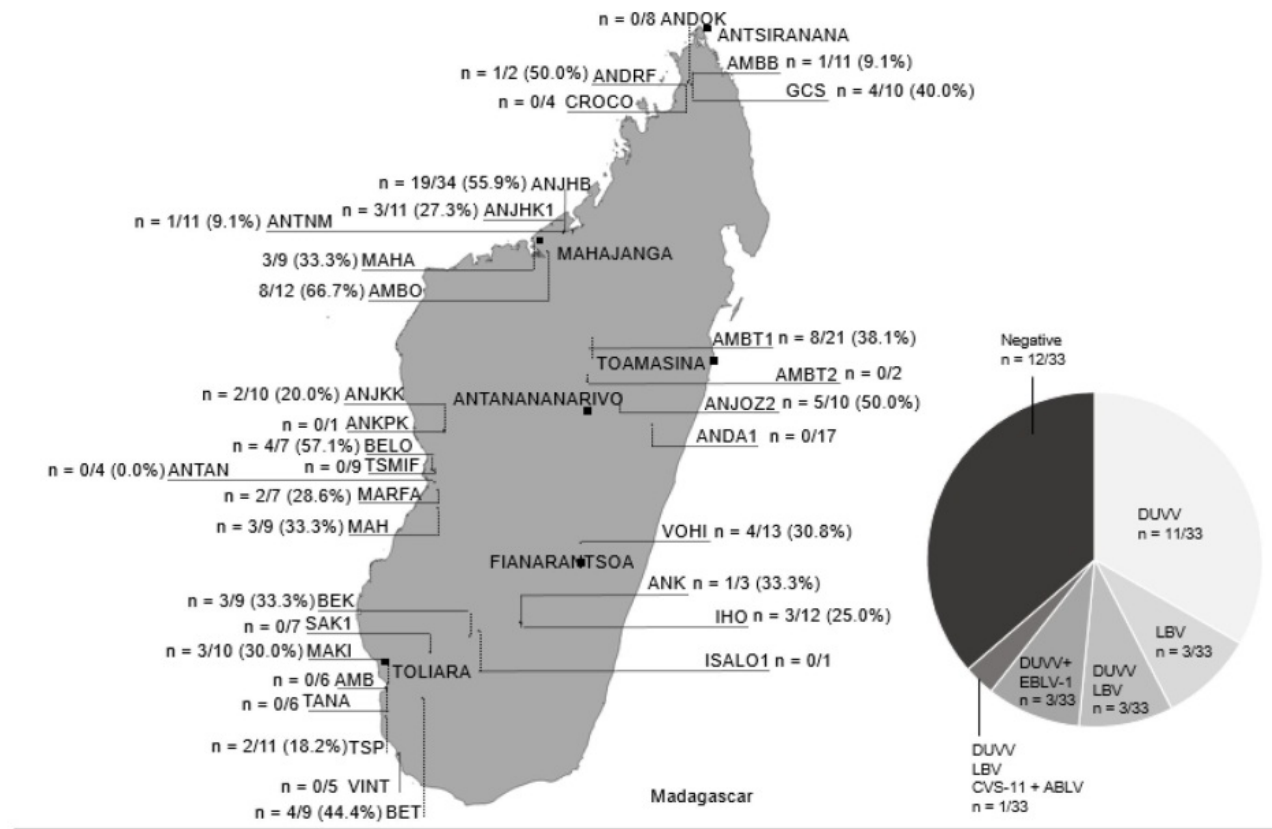 n = 0/8 ANDOK
ANTSIRANANA
AMBB n = 1/11 (9.1%)
n = 1/2 (50.0%) ANDRF
GCS n = 4/10 (40.0%)
n = 0/4 CROCO
n = 19/34 (55.9%) ANJHB
n = 3/11 (27.3%) ANJHK1
n = 1/11 (9.1%) ANTNM
MAHAJANGA
3/9 (33.3%) MAHA
8/12 (66.7%) AMBO
AMBT1 n = 8/21 (38.1%)
TOAMASINA
AMBT2 n = 0/2
n = 2/10 (20.0%) ANJKK
ANTANANANARIVO
ANJOZ2 n = 5/10 (50.0%)
n = 0/1 ANKPK
ANDA1 n = 0/17
n = 4/7 (57.1%) BELO
n = 0/9 TSMIF
n = 0/4 (0.0%) ANTAN
n = 2/7 (28.6%) MARFA
n = 3/9 (33.3%) MAH
VOHI n = 4/13 (30.8%)
FIANARANTSOA
ANK n = 1/3 (33.3%)
n = 3/9 (33.3%) BEK
IHO n = 3/12 (25.0%)
n = 0/7 SAK1
n = 3/10 (30.0%) MAKI
ISALO1 n = 0/1
TOLIARA
n = 0/6 AMB
n = 0/6 TANA
n = 2/11 (18.2%) TSP
n = 0/5 VINT
n = 4/9 (44.4%) BET
Madagascar
Negative
n = 12/33
DUVV
n = 11/33
LBV
n = 3/33
DUVV
LBV
n = 3/33
DUVV+
EBLV-1
n = 3/33
DUVV
LBV
CVS-11 + ABLV
n = 1/33